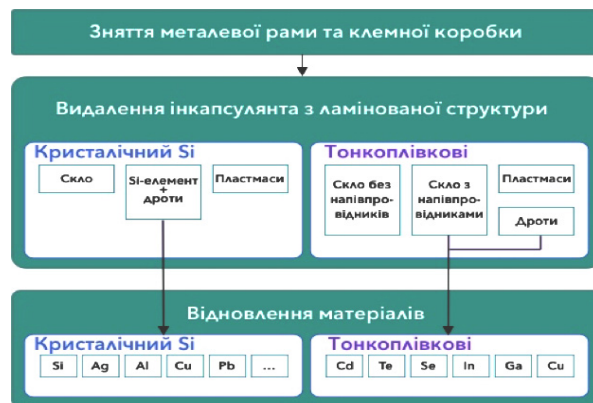 Зняття металевої рами та клемної коробки
Видалення інкапсулянта з ламінованої структури
Кристалічний Si
Скло
Si-елемент
+
дроти
Пластмаси
Тонкоплівкові
Скло без
напівпро-
відників
Скло з
напівпро-
відниками
Пластмаси
Дроти
Відновлення матеріалів
Кристалічний Si
Si Ag Al Cu Pb ...
Тонкоплівкові
Cd Te Se In Ga Cu